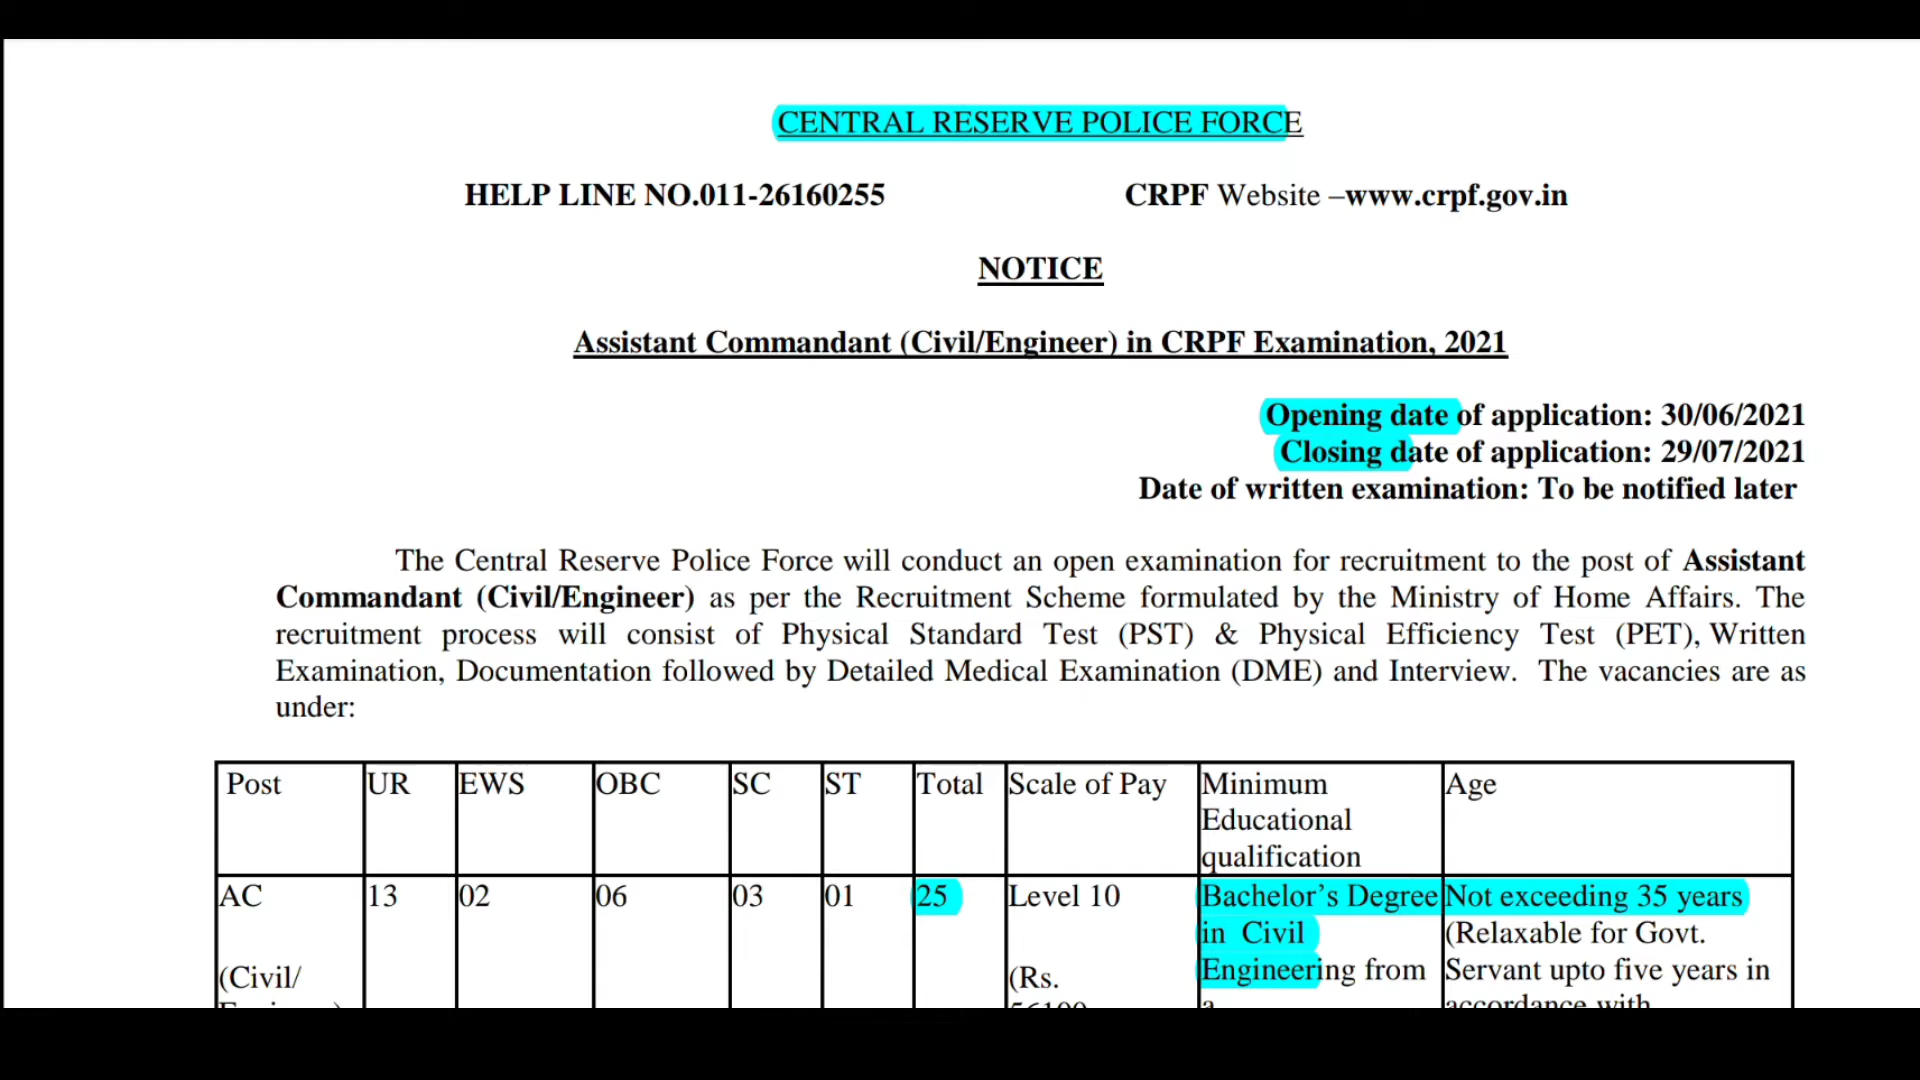 CENTRAL RESERVE POLICE FORCE
HELP LINE NO.011-26160255 CRPF Website –www.crpf.gov.in
NOTICE
Assistant Commandant (Civil/Engineer) in CRPF Examination, 2021
Opening date of application: 30/06/2021
Closing date of application: 29/07/2021
Date of written examination: To be notified later
The Central Reserve Police Force will conduct an open examination for recruitment to the post of Assistant
Commandant (Civil/Engineer) as per the Recruitment Scheme formulated by the Ministry of Home Affairs. The
recruitment process will consist of Physical Standard Test (PST) & Physical Efficiency Test (PET), Written
Examination, Documentation followed by Detailed Medical Examination (DME) and Interview. The vacancies are as
under:
Post UR EWS OBC SC ST Total Scale of Pay Minimum Age
Educational
qualification
AC 13 02 06 03 01 25 Level 10 Bachelor’s Degree Not exceeding 35 years
in Civil (Relaxable for Govt.
(Civil/ (Rs. Engineering from Servant upto five years in
a accordance with